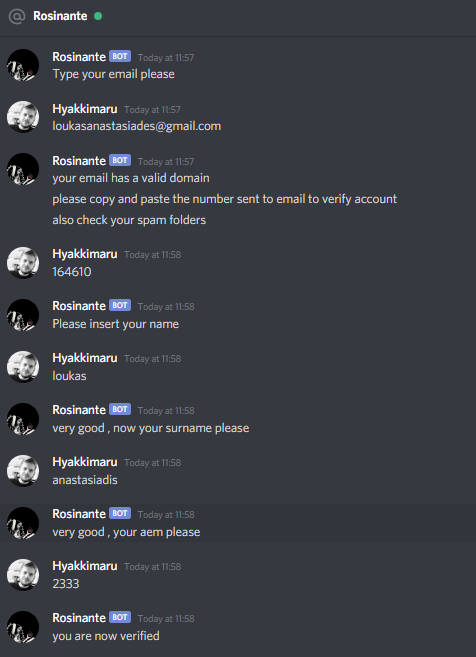 @ Rosinante
Rosinante BOT Today at 11:57
Type your email please
Hyakkimaru Today at 11:57
loukasanastasiades@gmail.com
Rosinante BOT Today at 11:57
your email has a valid domain
please copy and paste the number sent to email to verify account
also check your spam folders
Hyakkimaru Today at 11:58
164610
Rosinante BOT Today at 11:58
Please insert your name
Hyakkimaru Today at 11:58
loukas
Rosinante BOT Today at 11:58
very good , now your surname please
Hyakkimaru Today at 11:58
anastasiadis
Rosinante BOT Today at 11:58
very good , your aem please
Hyakkimaru Today at 11:58
2333
Rosinante BOT Today at 11:58
you are now verified